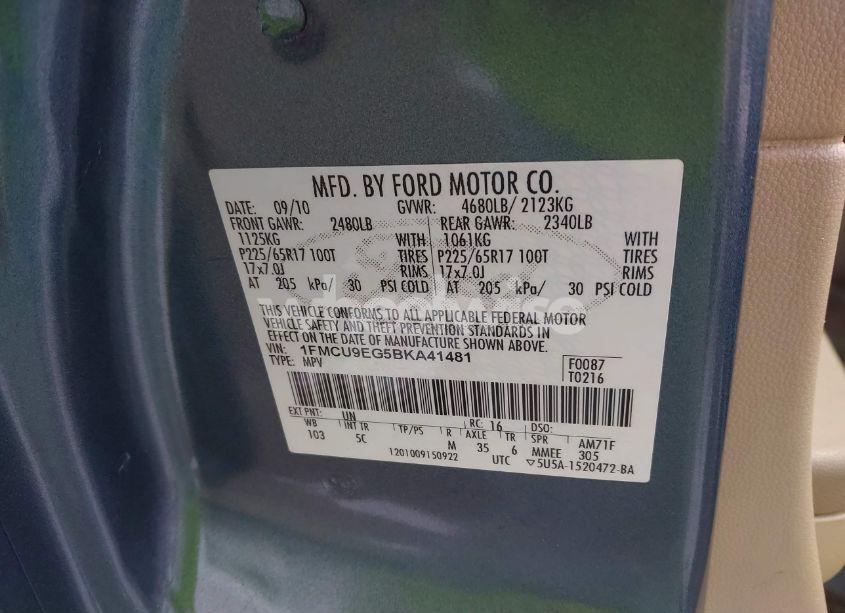 MFD. BY FORD MOTOR CO.
DATE: 09/10 GVWR: 4680LB/ 2123KG
FRONT GAWR: 2480LB REAR GAWR: 2340LB
1125KG WITH 1061KG WITH
P225/65R17 100T TIRES P225/65R17 100T TIRES
17x7.0J RIMS 17x7.0J RIMS
AT 205 kPa/ 30 PSI COLD AT 205 kPa/ 30 PSI COLD
THIS VEHICLE CONFORMS TO ALL APPLICABLE FEDERAL MOTOR
VEHICLE SAFETY AND THEFT PREVENTION STANDARDS IN
EFFECT ON THE DATE OF MANUFACTURE SHOWN ABOVE.
VIN: 1FMCU9EG5BKA41481 F0087
TYPE: MPV T0216
EXT PNT: UN RC: 16 DSO:
WB INT TR TP/PS R AXLE TR SPR AM71F
103 5C M 35 6 MMEE 305
1201009150922 UTC ▽5U5A-1520472-BA